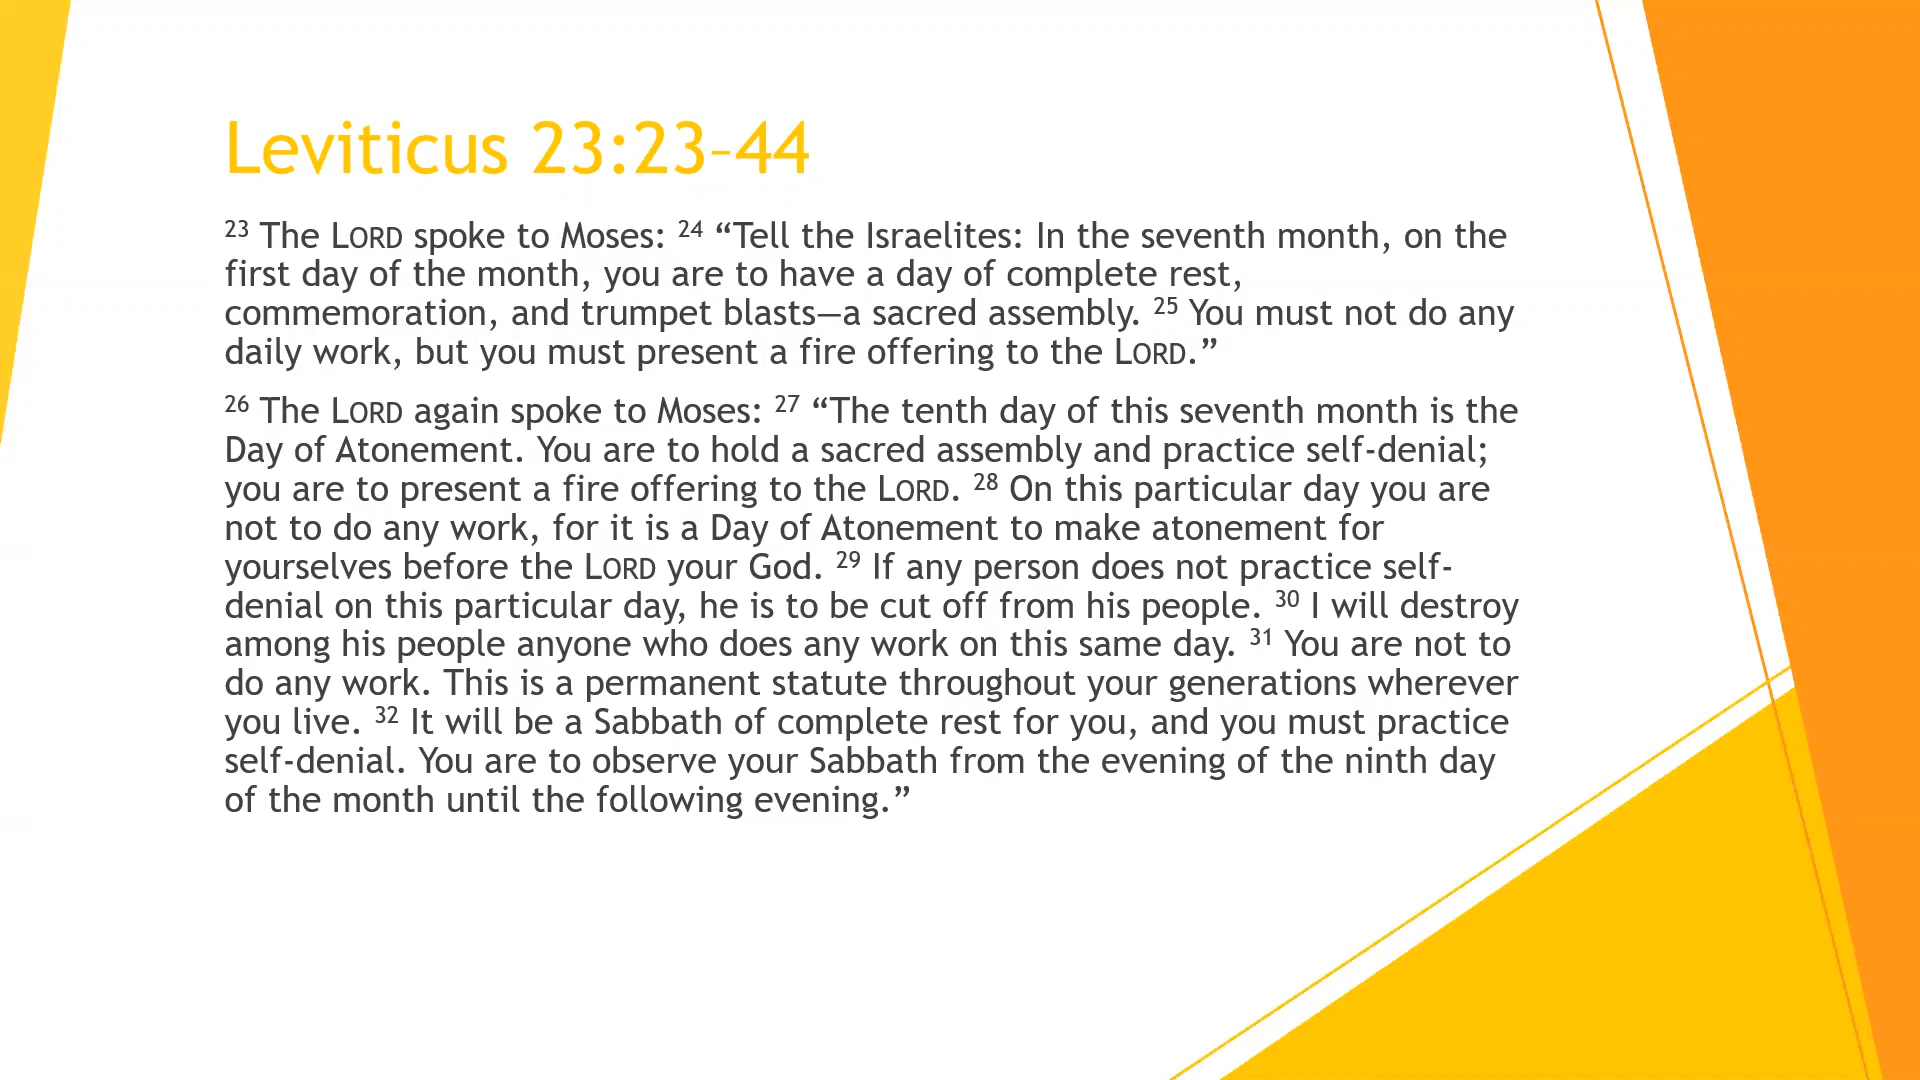 Leviticus 23:23–44
23 The LORD spoke to Moses: 24 “Tell the Israelites: In the seventh month, on the
first day of the month, you are to have a day of complete rest,
commemoration, and trumpet blasts—a sacred assembly. 25 You must not do any
daily work, but you must present a fire offering to the LORD.”
26 The LORD again spoke to Moses: 27 “The tenth day of this seventh month is the
Day of Atonement. You are to hold a sacred assembly and practice self-denial;
you are to present a fire offering to the LORD. 28 On this particular day you are
not to do any work, for it is a Day of Atonement to make atonement for
yourselves before the LORD your God. 29 If any person does not practice self-
denial on this particular day, he is to be cut off from his people. 30 I will destroy
among his people anyone who does any work on this same day. 31 You are not to
do any work. This is a permanent statute throughout your generations wherever
you live. 32 It will be a Sabbath of complete rest for you, and you must practice
self-denial. You are to observe your Sabbath from the evening of the ninth day
of the month until the following evening.”